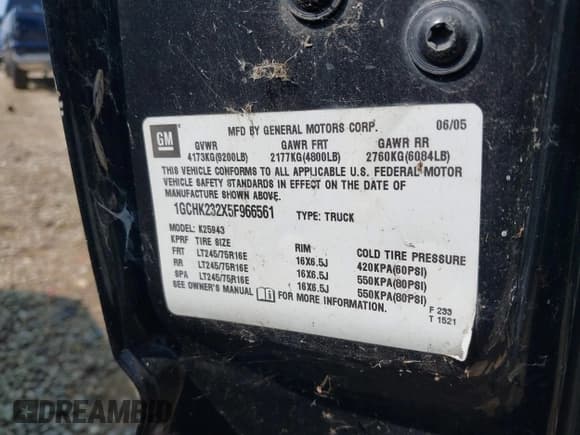 GM
MFD BY GENERAL MOTORS CORP. 06/05
GVWR GAWR FRT GAWR RR
4173KG(9200LB) 2177KG(4800LB) 2760KG(6084LB)
THIS VEHICLE CONFORMS TO ALL APPLICABLE U.S. FEDERAL MOTOR
VEHICLE SAFETY STANDARDS IN EFFECT ON THE DATE OF
MANUFACTURE SHOWN ABOVE.
1GCHK232X5F966561 TYPE: TRUCK
MODEL: K25943
KPRF TIRE SIZE RIM COLD TIRE PRESSURE
FRT LT245/75R16E 16X6.5J 420KPA(60PSI)
RR LT245/75R16E 16X6.5J 550KPA(80PSI)
SPA LT245/75R16E 16X6.5J 550KPA(80PSI)
SEE OWNER'S MANUAL FOR MORE INFORMATION.
F 233
T 1521
DREAMBID